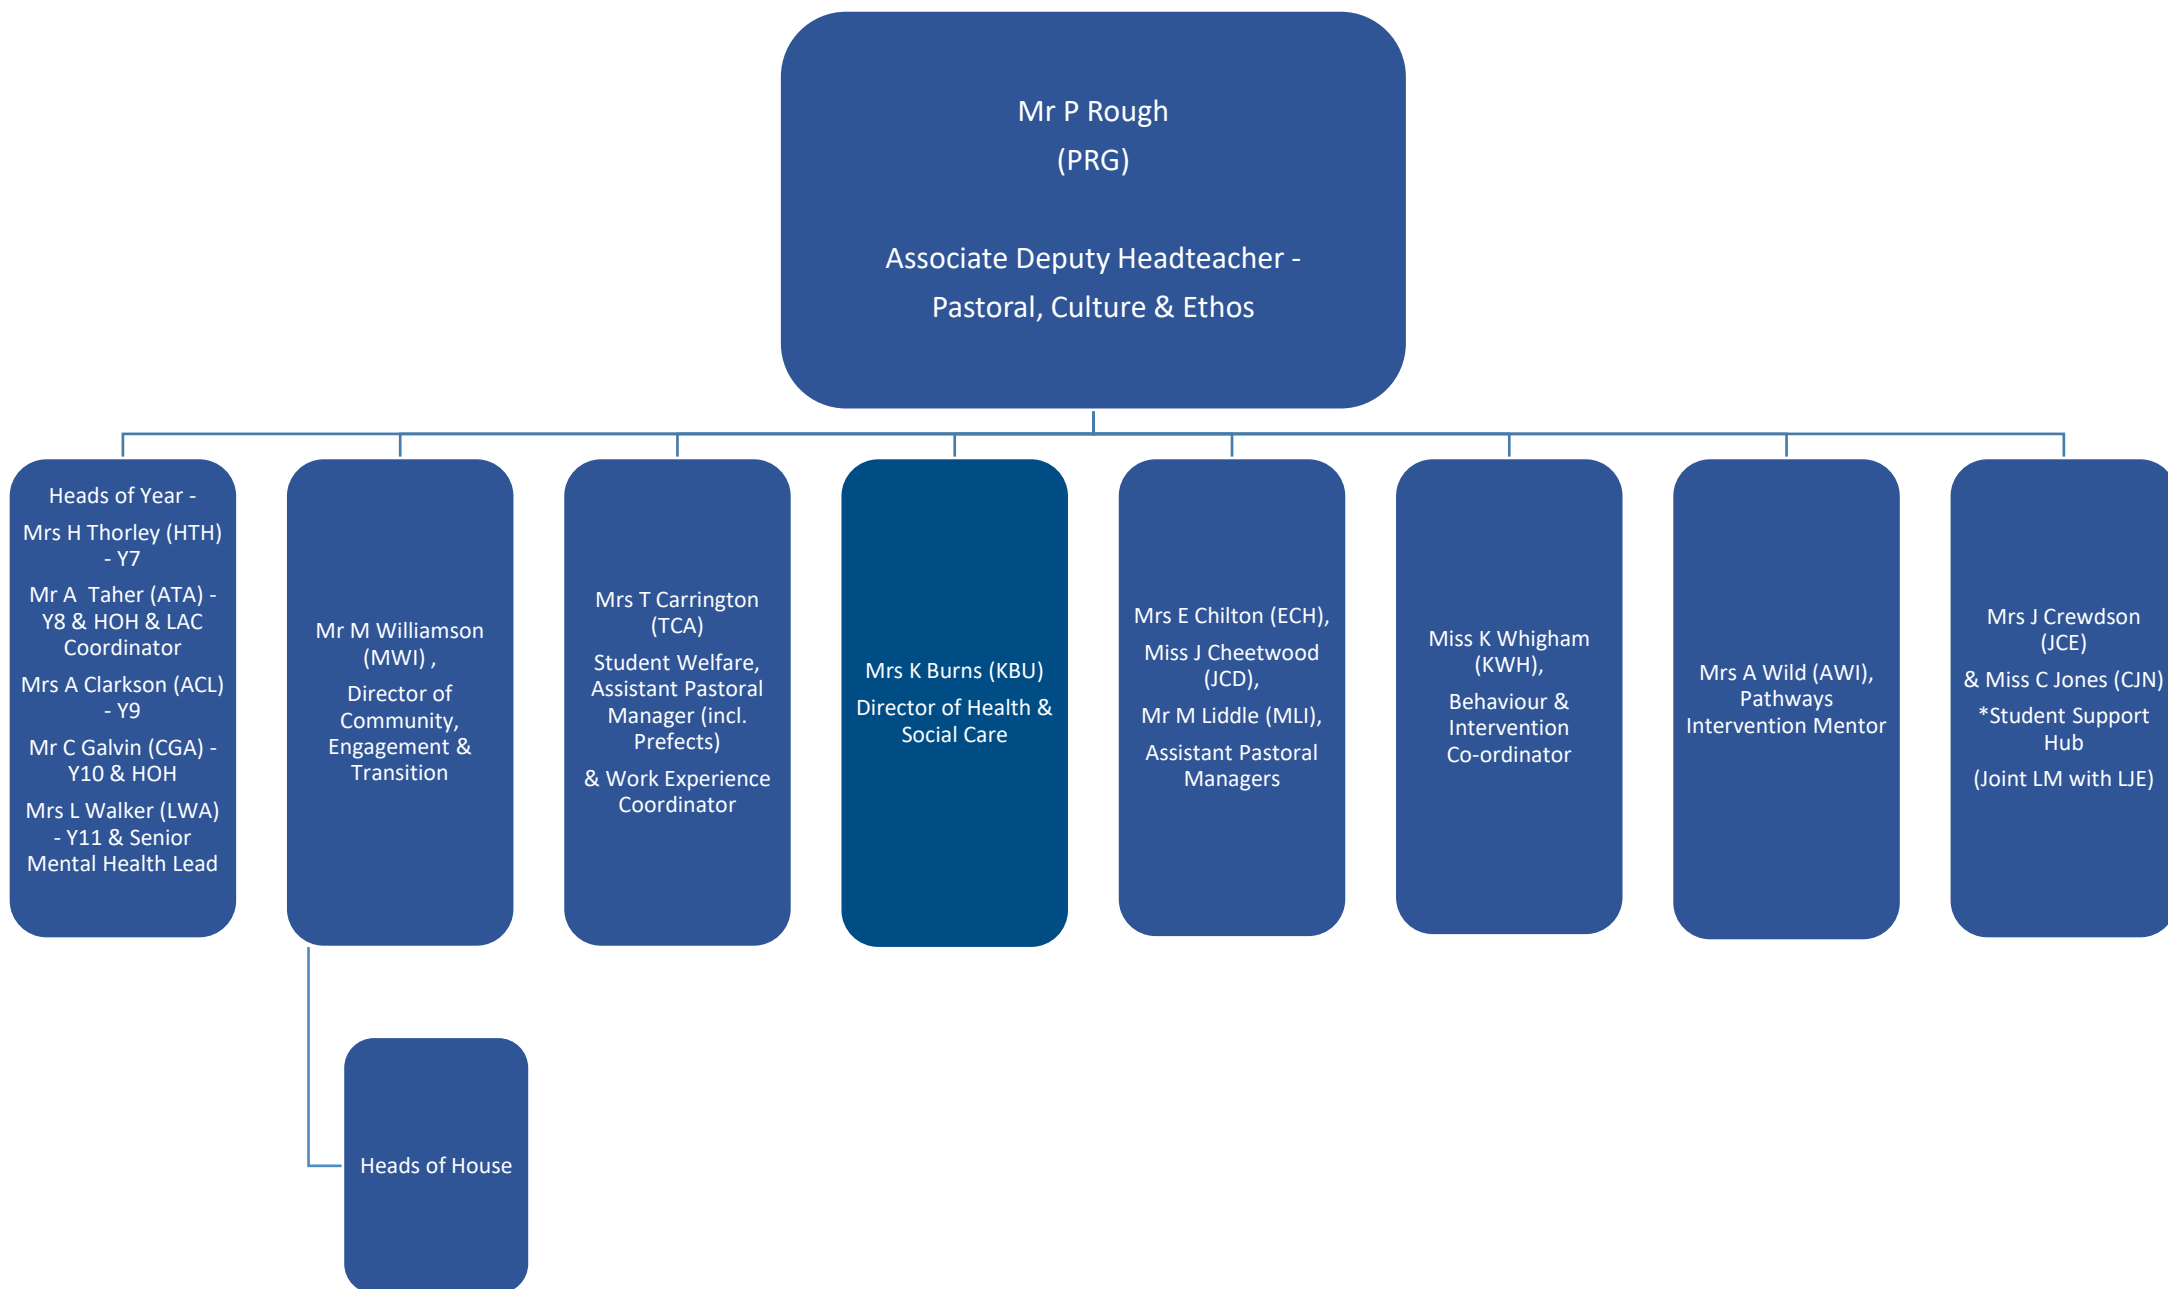 Mr P Rough
(PRG)
Associate Deputy Headteacher -
Pastoral, Culture & Ethos
Heads of Year -
Mrs H Thorley (HTH)
- Y7
Mr A  Taher (ATA) -
Y8 & HOH & LAC
Coordinator
Mrs A Clarkson (ACL)
- Y9
Mr C Galvin (CGA) -
Y10 & HOH
Mrs L Walker (LWA)
- Y11 & Senior
Mental Health Lead
Mr M Williamson
(MWI) ,
Director of
Community,
Engagement &
Transition
Mrs T Carrington
(TCA)
Student Welfare,
Assistant Pastoral
Manager (incl.
Prefects)
& Work Experience
Coordinator
Mrs K Burns (KBU)
Director of Health &
Social Care
Mrs E Chilton (ECH),
Miss J Cheetwood
(JCD),
Mr M Liddle (MLI),
Assistant Pastoral
Managers
Miss K Whigham
(KWH),
Behaviour &
Intervention
Co-ordinator
Mrs A Wild (AWI),
Pathways
Intervention Mentor
Mrs J Crewdson
(JCE)
& Miss C Jones (CJN)
*Student Support
Hub
(Joint LM with LJE)
Heads of House